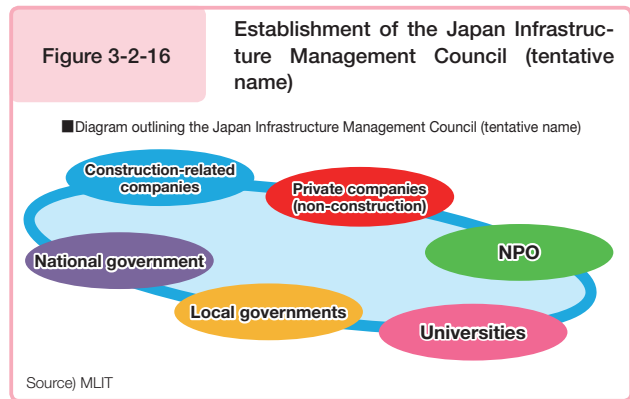 Figure 3-2-16
Establishment of the Japan Infrastruc-
ture Management Council (tentative
name)
■Diagram outlining the Japan Infrastructure Management Council (tentative name)
Construction-related
companies
Private companies
(non-construction)
National government
NPO
Local governments
Universities
Source) MLIT